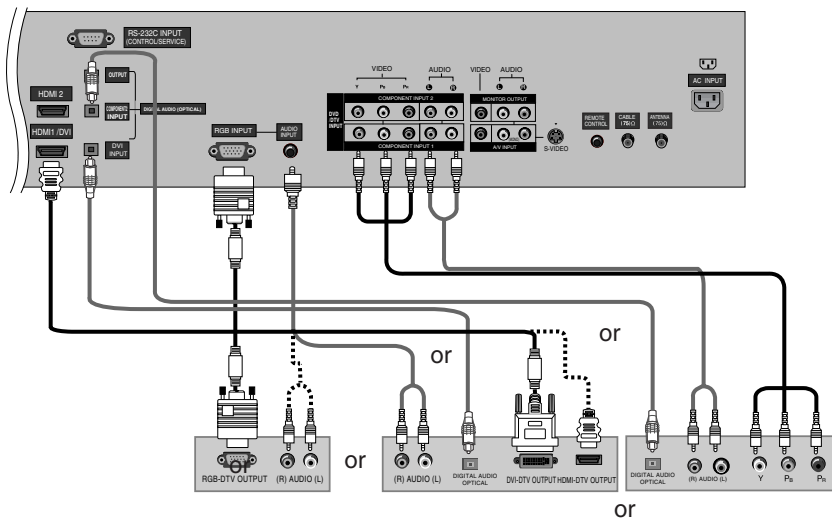 RS-232C INPUT
(CONTROL/SERVICE)
OUTPUT
HDMI 2
COMPONENT1
INPUT
DIGITAL AUDIO (OPTICAL)
HDMI1 /DVI
DVI
INPUT
RGB INPUT
AUDIO
INPUT
VIDEO
AUDIO
VIDEO
AUDIO
Y
PB
PR
L
R
L
R
DVD
/DTV
INPUT
COMPONENT INPUT 2
MONITOR OUTPUT
COMPONENT INPUT 1
A/V INPUT
S-VIDEO
REMOTE
CONTROL
CABLE
(75Ω)
ANTENNA
(75Ω)
AC INPUT
or
or
or
or
RGB-DTV OUTPUT
(R) AUDIO (L)
or
(R) AUDIO (L)
DIGITAL AUDIO
OPTICAL
DVI-DTV OUTPUT
HDMI-DTV OUTPUT
DIGITAL AUDIO
OPTICAL
(R) AUDIO (L)
Y
PB
PR